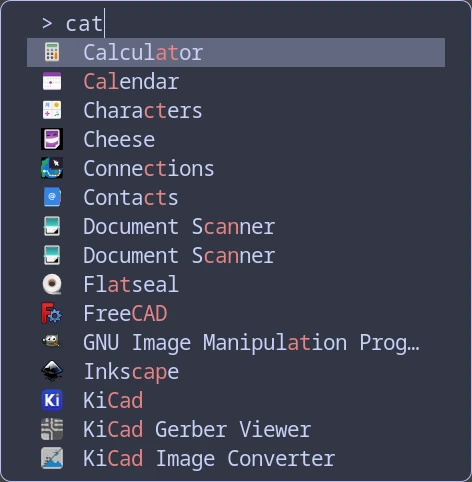 > cat
Calculator
Calendar
Characters
Cheese
Connections
Contacts
Document Scanner
Document Scanner
Flatseal
FreeCAD
GNU Image Manipulation Prog…
Inkscape
Ki KiCad
KiCad Gerber Viewer
KiCad Image Converter